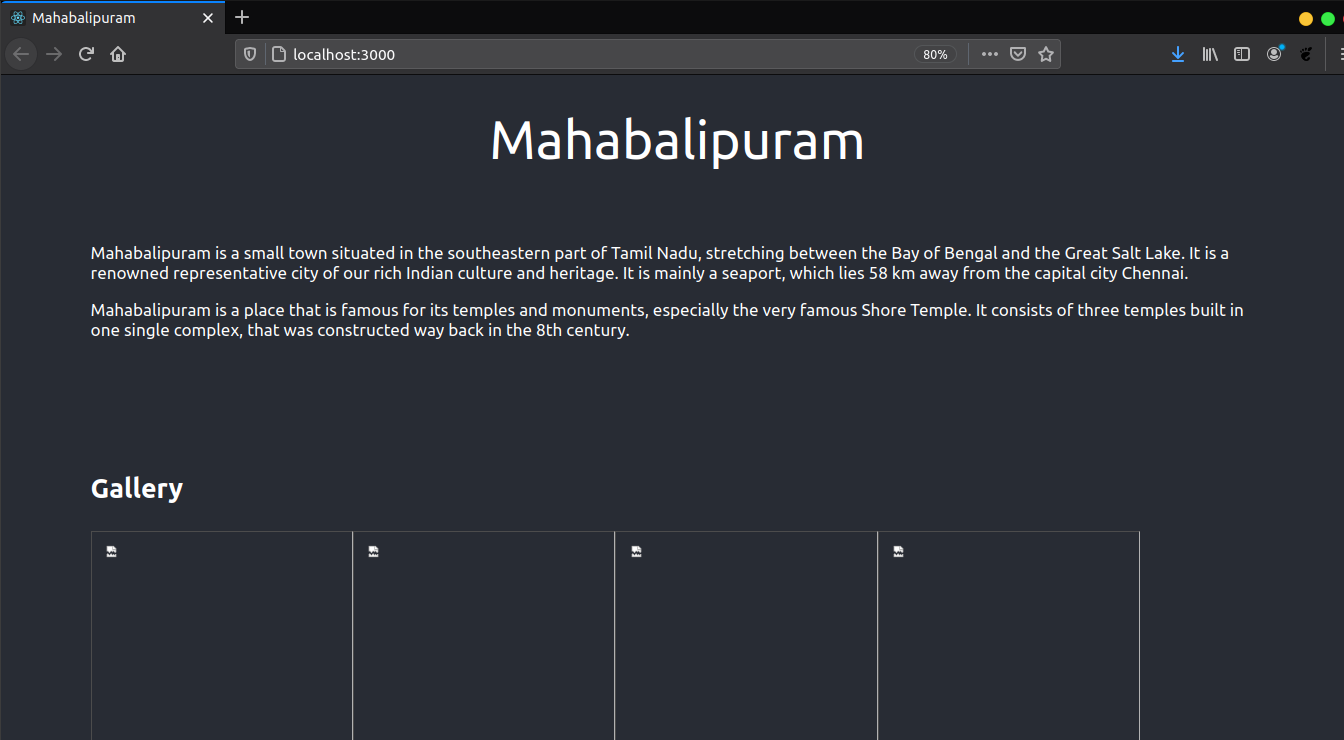 Mahabalipuram
localhost:3000
80%
Mahabalipuram
Mahabalipuram is a small town situated in the southeastern part of Tamil Nadu, stretching between the Bay of Bengal and the Great Salt Lake. It is a
renowned representative city of our rich Indian culture and heritage. It is mainly a seaport, which lies 58 km away from the capital city Chennai.
Mahabalipuram is a place that is famous for its temples and monuments, especially the very famous Shore Temple. It consists of three temples built in
one single complex, that was constructed way back in the 8th century.
Gallery